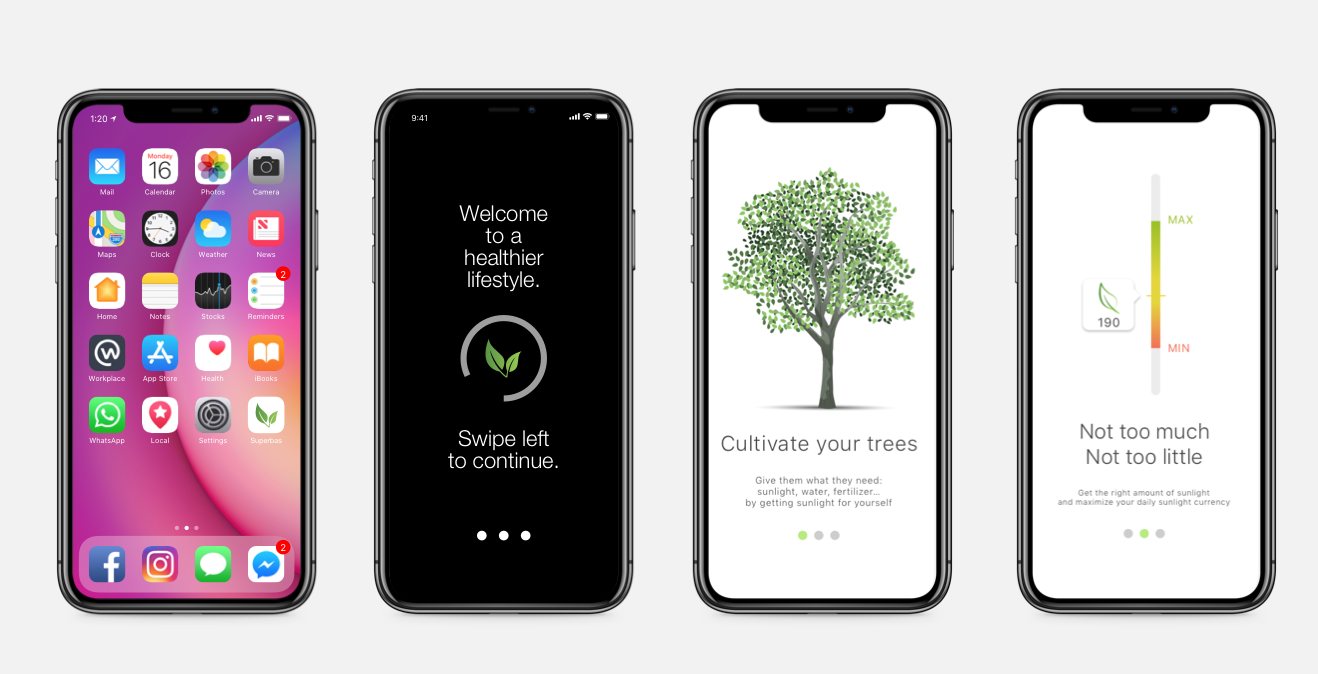 1:20
Monday
16
Mail
Calendar
Photos
Camera
Maps
Clock
Weather
News
2
Home
Notes
Stocks
Reminders
Workplace
App Store
Health
iBooks
WhatsApp
Local
Settings
Superbas
2
9:41
Welcome
to a
healthier
lifestyle.
Swipe left
to continue.
Cultivate your trees
Give them what they need:
sunlight, water, fertilizer...
by getting sunlight for yourself
MAX
190
MIN
Not too much
Not too little
Get the right amount of sunlight
and maximize your daily sunlight currency